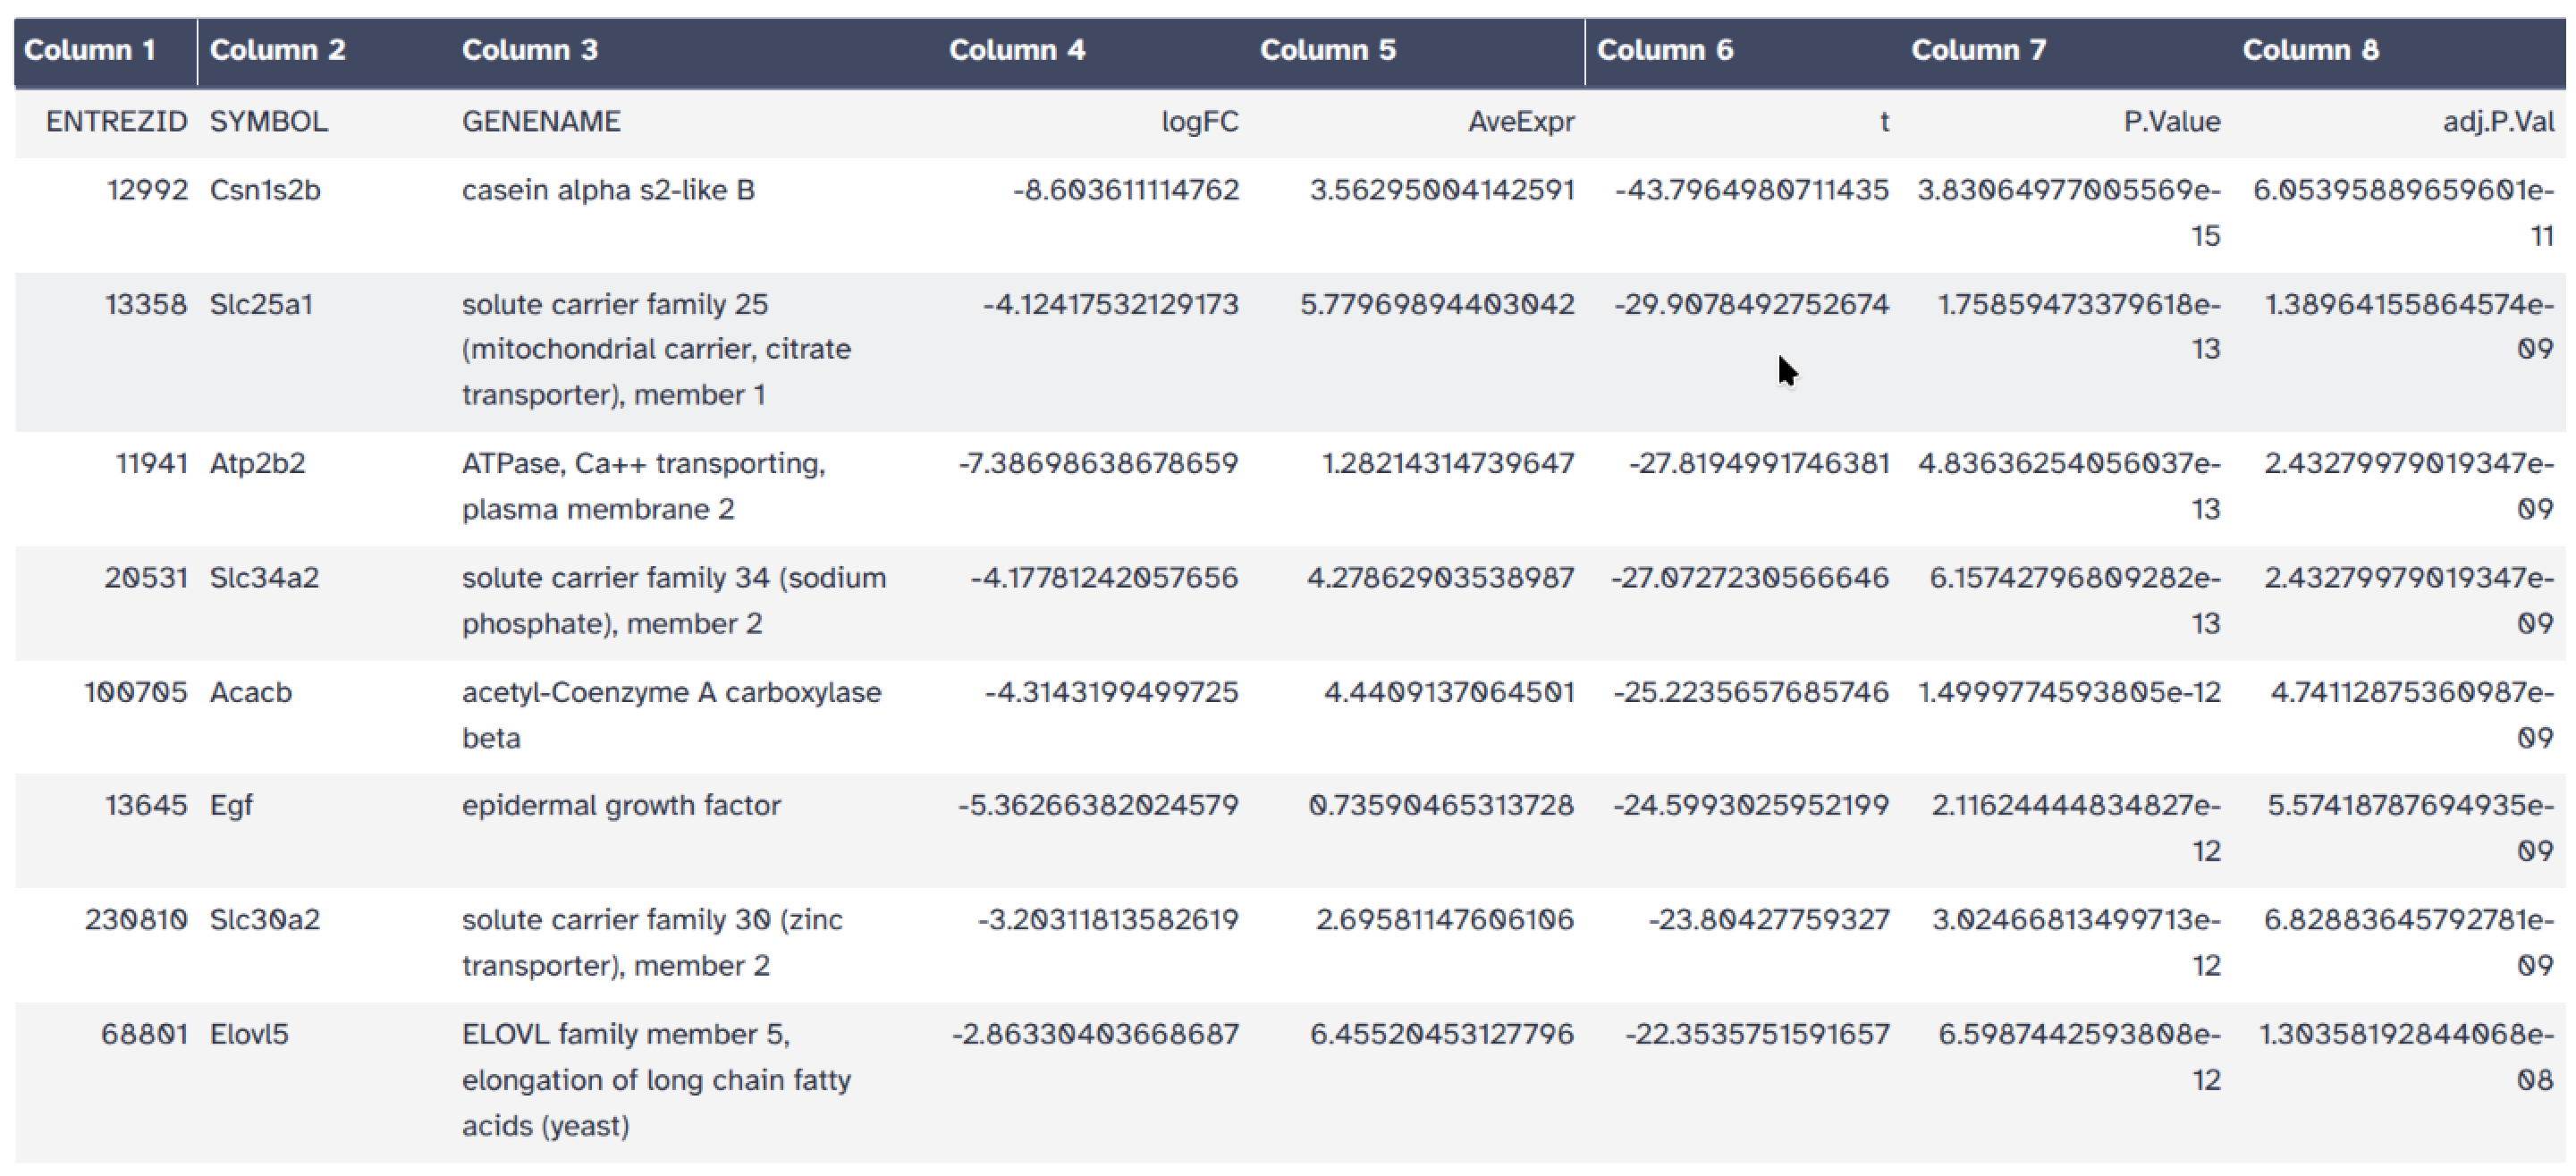 Column 1 Column 2 Column 3 Column 4 Column 5 Column 6 Column 7 Column 8
ENTREZID SYMBOL GENENAME logFC AveExpr t P.Value adj.P.Val
12992 Csn1s2b casein alpha s2-like B -8.603611114762 3.56295004142591 -43.7964980711435 3.83064977005569e- 6.05395889659601e-
15 11
13358 Slc25a1 solute carrier family 25 -4.12417532129173 5.77969894403042 -29.9078492752674 1.75859473379618e- 1.38964155864574e-
(mitochondrial carrier, citrate 13 09
transporter), member 1
11941 Atp2b2 ATPase, Ca++ transporting, -7.38698638678659 1.28214314739647 -27.8194991746381 4.83636254056037e- 2.43279979019347e-
plasma membrane 2 13 09
20531 Slc34a2 solute carrier family 34 (sodium -4.17781242057656 4.27862903538987 -27.0727230566646 6.15742796809282e- 2.43279979019347e-
phosphate), member 2 13 09
100705 Acacb acetyl-Coenzyme A carboxylase -4.3143199499725 4.4409137064501 -25.2235657685746 1.4999774593805e-12 4.74112875360987e-
beta 09
13645 Egf epidermal growth factor -5.36266382024579 0.73590465313728 -24.5993025952199 2.11624444834827e- 5.57418787694935e-
12 09
230810 Slc30a2 solute carrier family 30 (zinc -3.20311813582619 2.69581147606106 -23.80427759327 3.02466813499713e- 6.82883645792781e-
transporter), member 2 12 09
68801 Elovl5 ELOVL family member 5, -2.86330403668687 6.45520453127796 -22.3535751591657 6.5987442593808e- 1.30358192844068e-
elongation of long chain fatty 12 08
acids (yeast)